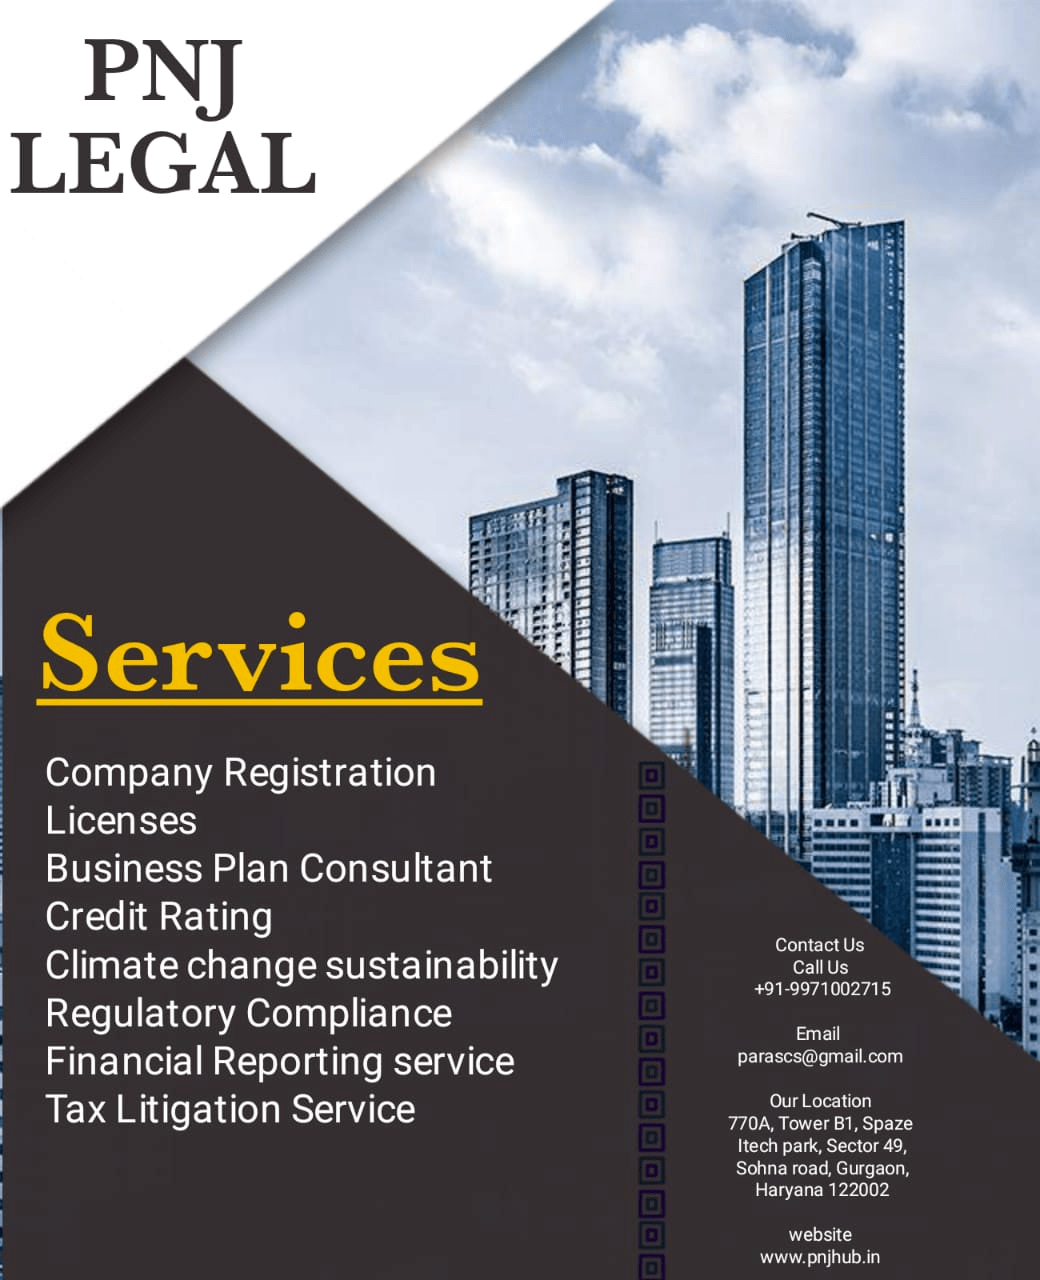 PNJ
LEGAL
Services
Company Registration
Licenses
Business Plan Consultant
Credit Rating
Climate change sustainability
Regulatory Compliance
Financial Reporting service
Tax Litigation Service
Contact Us
Call Us
+91-9971002715
Email
parascs@gmail.com
Our Location
770A, Tower B1, Spaze
Itech park, Sector 49,
Sohna road, Gurgaon,
Haryana 122002
website
www.pnjhub.in